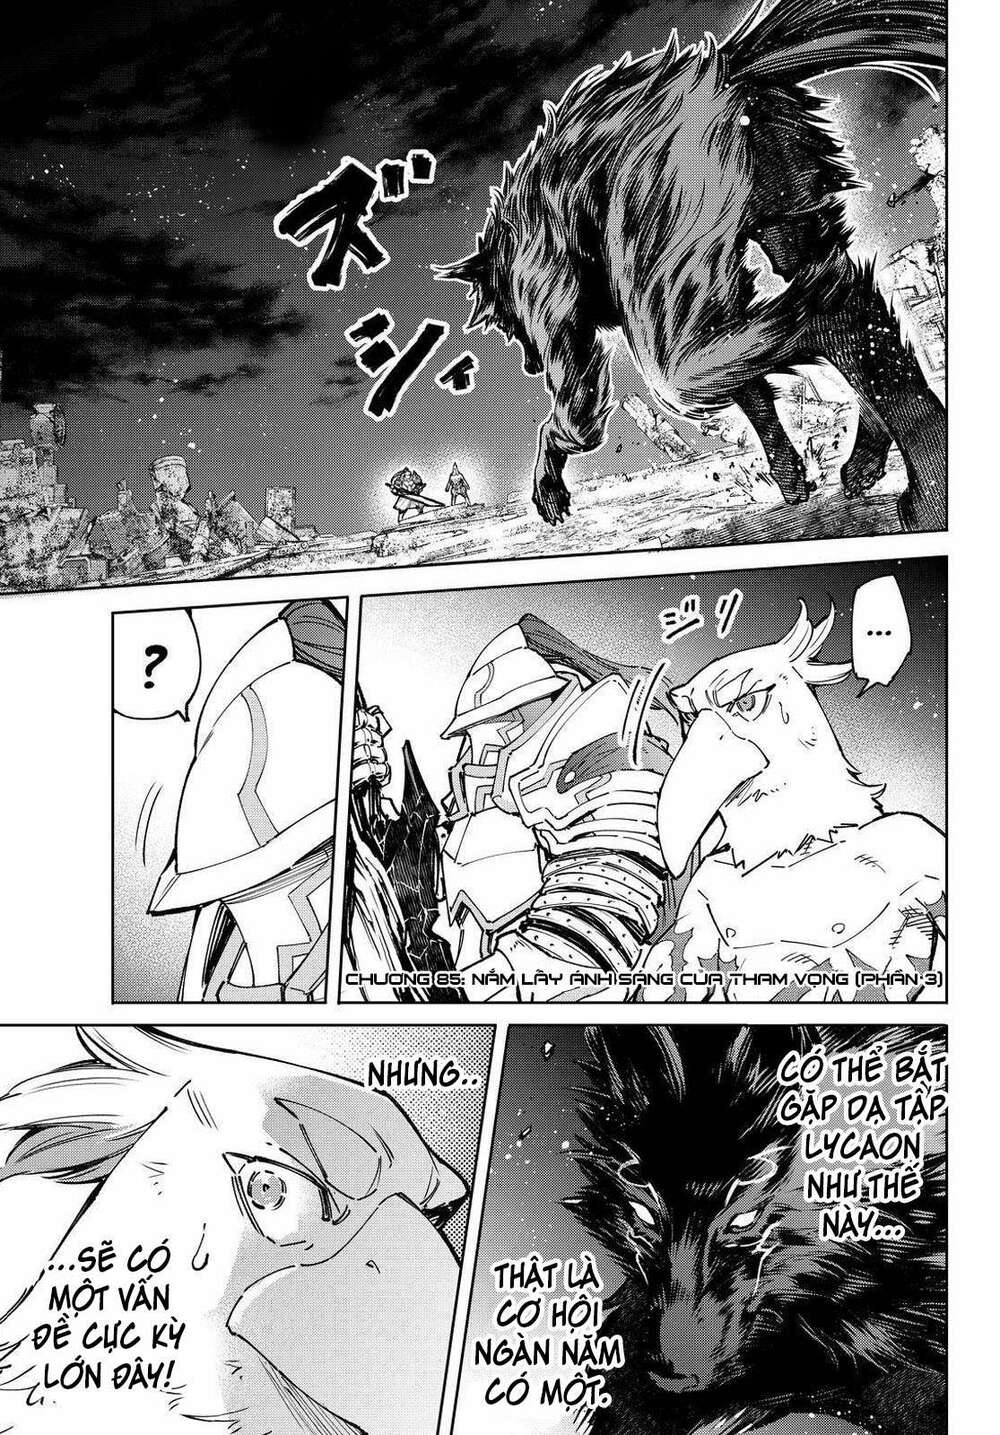 ズ
シィ
...
ジリ
?
CHƯƠNG 85: NẮM LẤY ÁNH SÁNG CỦA THAM VỌNG (PHẦN 3)
CÓ THỂ BẮT
GẶP DẠ TẬP
LYCAON
NHƯ THẾ
NÀY...
THẬT LÀ
CƠ HỘI
NGÀN NĂM
CÓ MỘT.
NHƯNG..
...SẼ CÓ
MỘT VẤN
ĐỀ CỰC KỲ
LỚN ĐÂY!